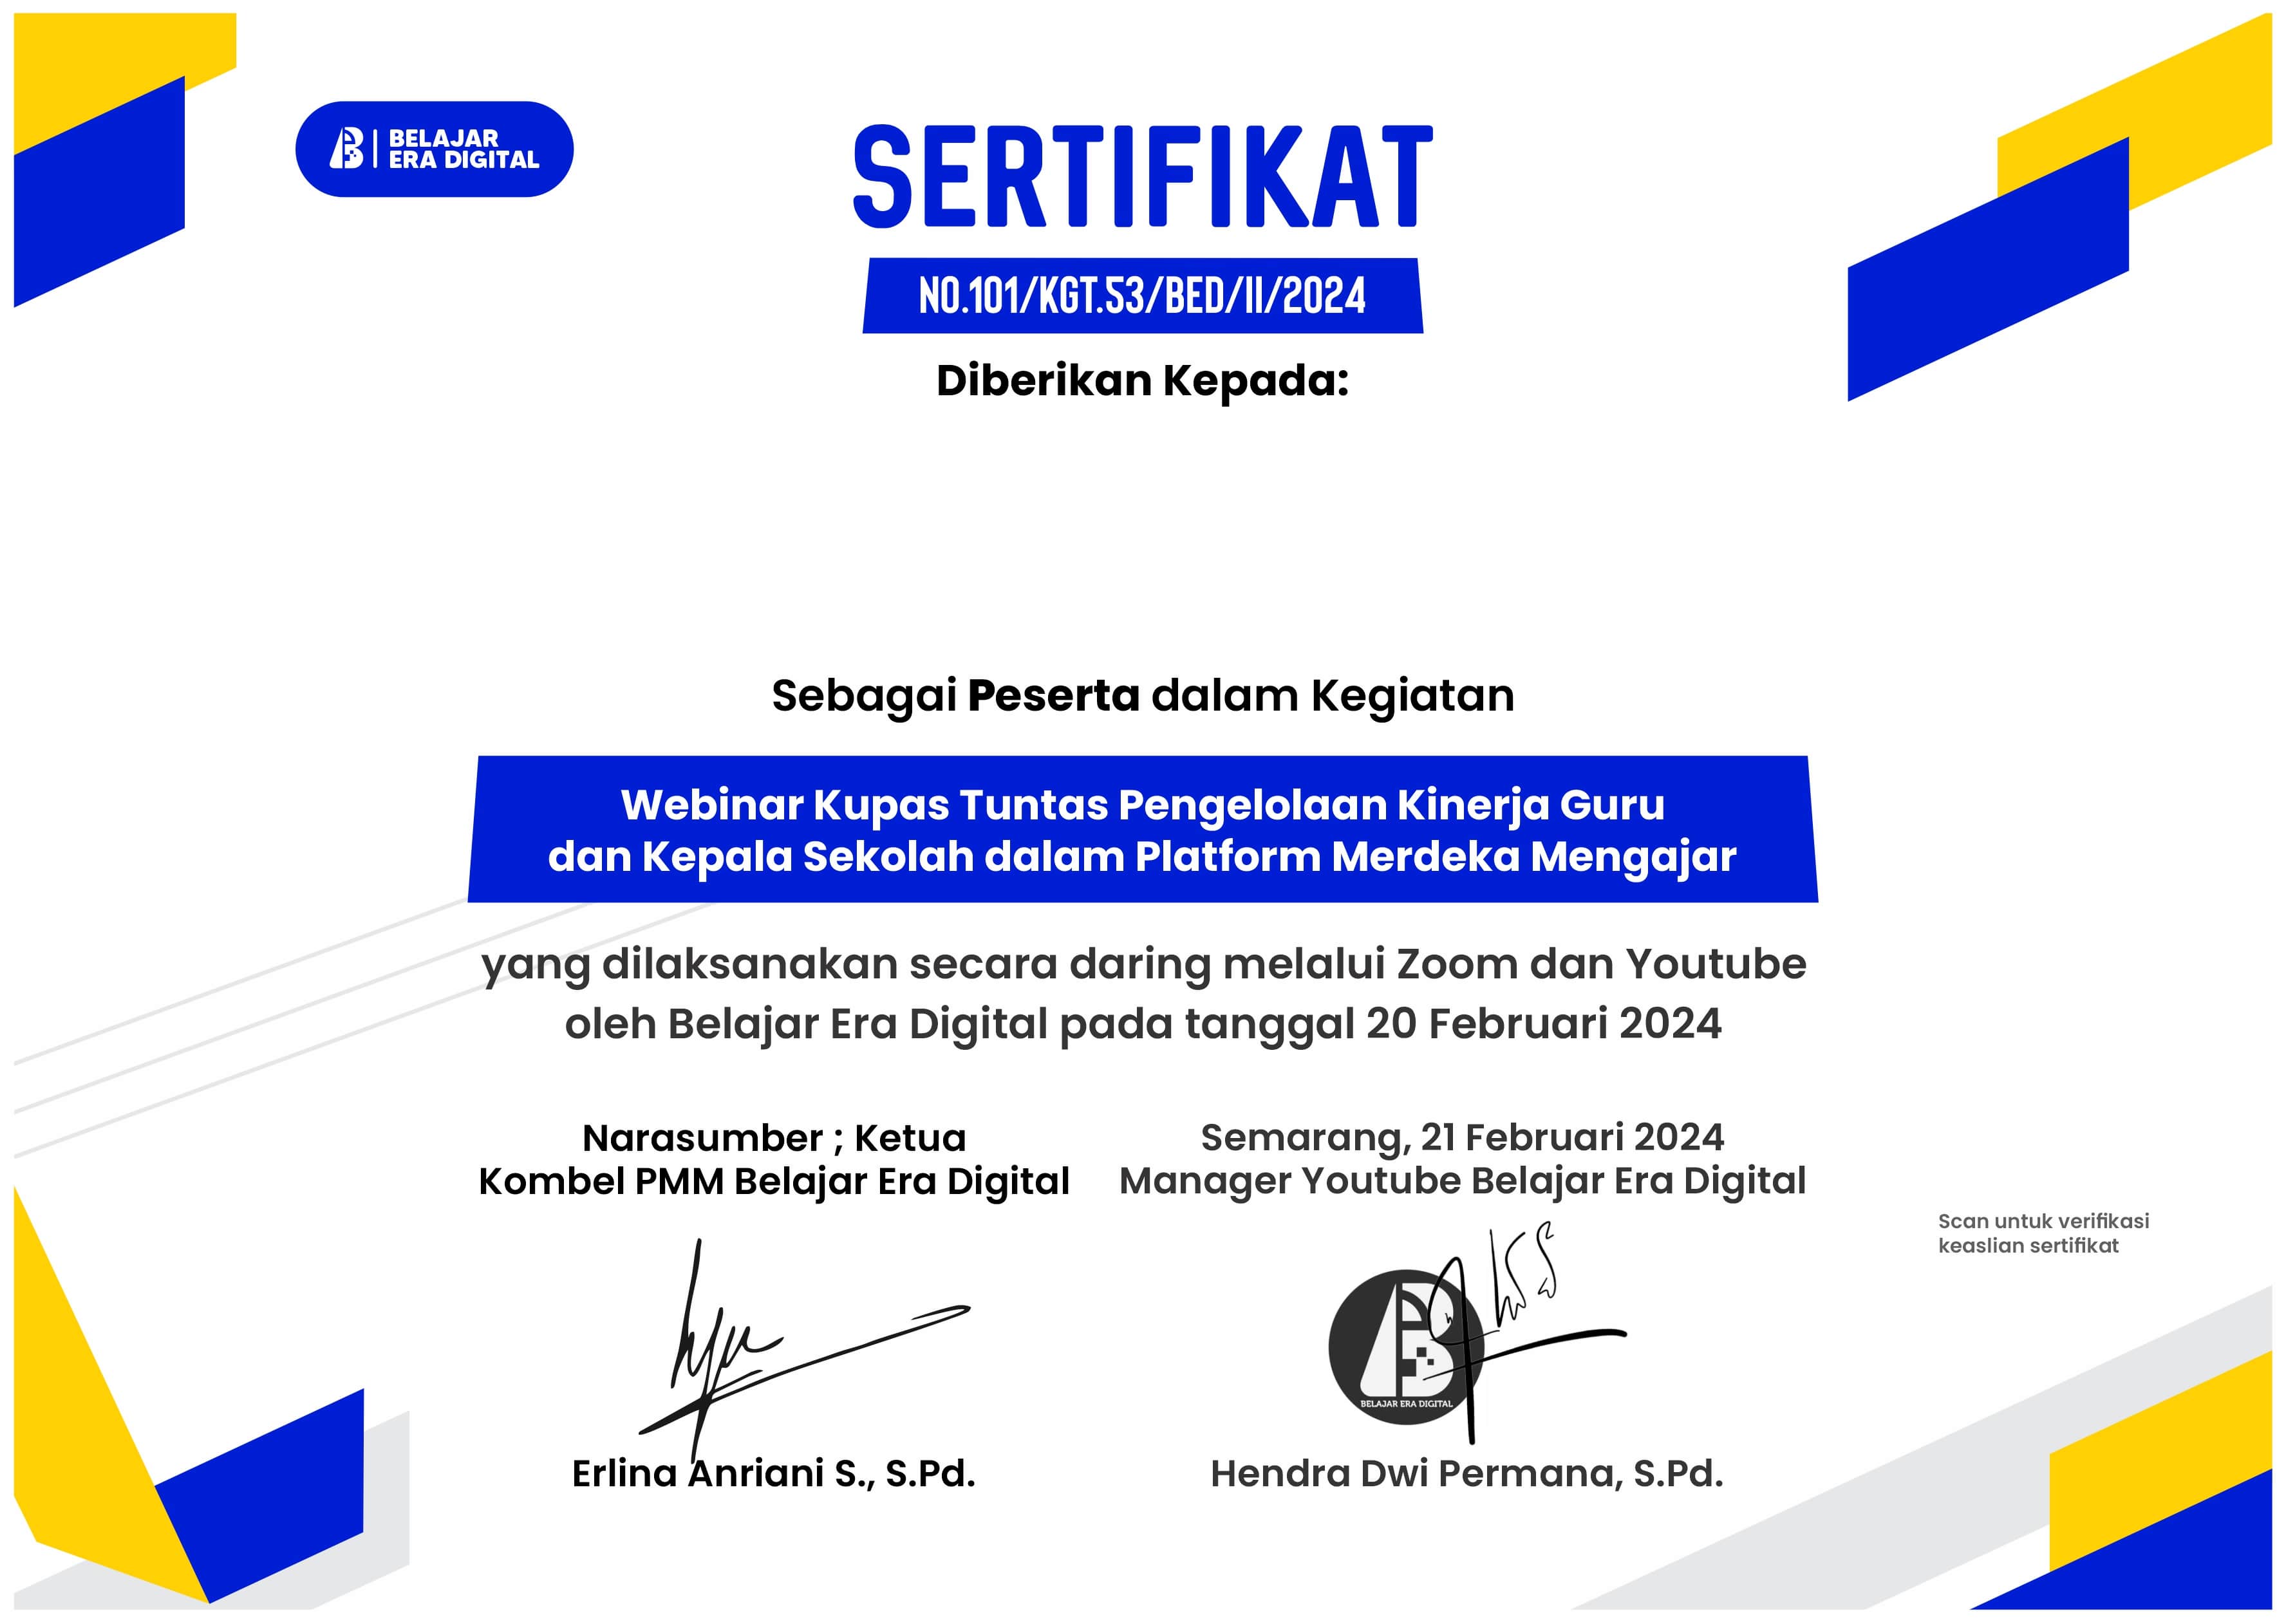 BELAJAR
ERA DIGITAL
SERTIFIKAT
NO.101/KGT.53/BED/II/2024
Diberikan Kepada:
Sebagai Peserta dalam Kegiatan
Webinar Kupas Tuntas Pengelolaan Kinerja Guru
dan Kepala Sekolah dalam Platform Merdeka Mengajar
yang dilaksanakan secara daring melalui Zoom dan Youtube
oleh Belajar Era Digital pada tanggal 20 Februari 2024
Narasumber ; Ketua
Kombel PMM Belajar Era Digital
Semarang, 21 Februari 2024
Manager Youtube Belajar Era Digital
Scan untuk verifikasi
keaslian sertifikat
BELAJAR ERA DIGITAL
Erlina Anriani S., S.Pd.
Hendra Dwi Permana, S.Pd.